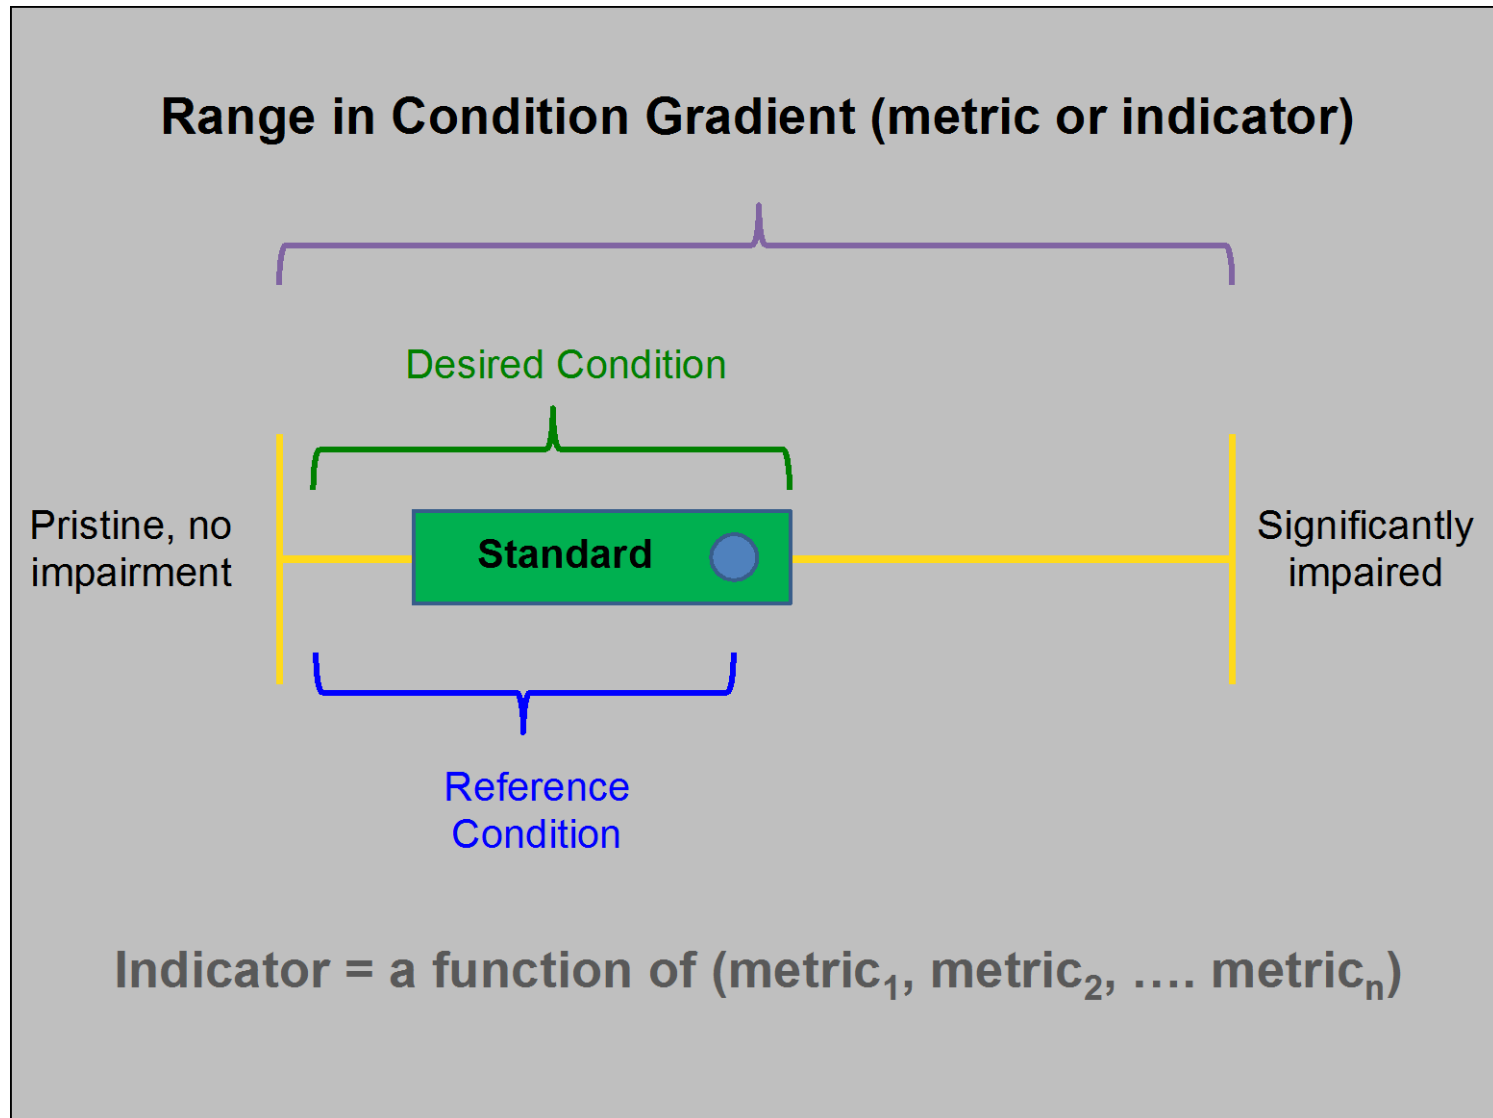 Range in Condition Gradient (metric or indicator)
Desired Condition
Pristine, no
impairment
Standard
Significantly
impaired
Reference
Condition
Indicator = a function of (metric₁, metric₂, …. metricₙ)